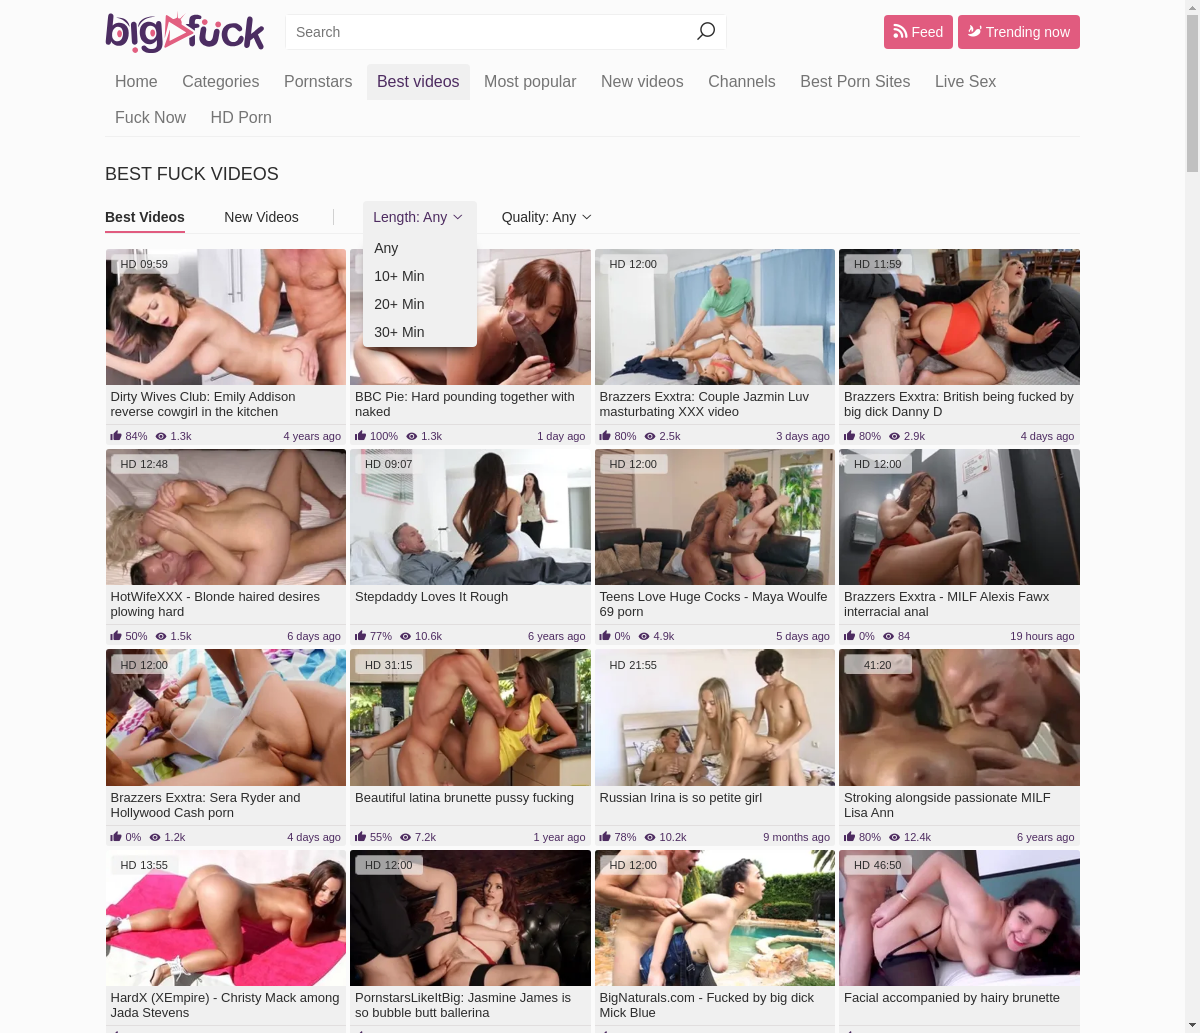 bigfuck
Search
Feed
Trending now
Home Categories Pornstars Best videos Most popular New videos Channels Best Porn Sites Live Sex
Fuck Now HD Porn
BEST FUCK VIDEOS
Best Videos New Videos Length: Any Quality: Any
Any
10+ Min
20+ Min
30+ Min
HD 09:59
HD 12:00
HD 11:59
Dirty Wives Club: Emily Addison
reverse cowgirl in the kitchen
84% 1.3k 4 years ago
BBC Pie: Hard pounding together with
naked
100% 1.3k 1 day ago
Brazzers Exxtra: Couple Jazmin Luv
masturbating XXX video
80% 2.5k 3 days ago
Brazzers Exxtra: British being fucked by
big dick Danny D
80% 2.9k 4 days ago
HD 12:48
HD 09:07
HD 12:00
HD 12:00
HotWifeXXX - Blonde haired desires
plowing hard
50% 1.5k 6 days ago
Stepdaddy Loves It Rough
77% 10.6k 6 years ago
Teens Love Huge Cocks - Maya Woulfe
69 porn
0% 4.9k 5 days ago
Brazzers Exxtra - MILF Alexis Fawx
interracial anal
0% 84 19 hours ago
HD 12:00
HD 31:15
HD 21:55
41:20
Brazzers Exxtra: Sera Ryder and
Hollywood Cash porn
0% 1.2k 4 days ago
Beautiful latina brunette pussy fucking
55% 7.2k 1 year ago
Russian Irina is so petite girl
78% 10.2k 9 months ago
Stroking alongside passionate MILF
Lisa Ann
80% 12.4k 6 years ago
HD 13:55
HD 12:00
HD 12:00
HD 46:50
HardX (XEmpire) - Christy Mack among
Jada Stevens
PornstarsLikeItBig: Jasmine James is
so bubble butt ballerina
BigNaturals.com - Fucked by big dick
Mick Blue
Facial accompanied by hairy brunette